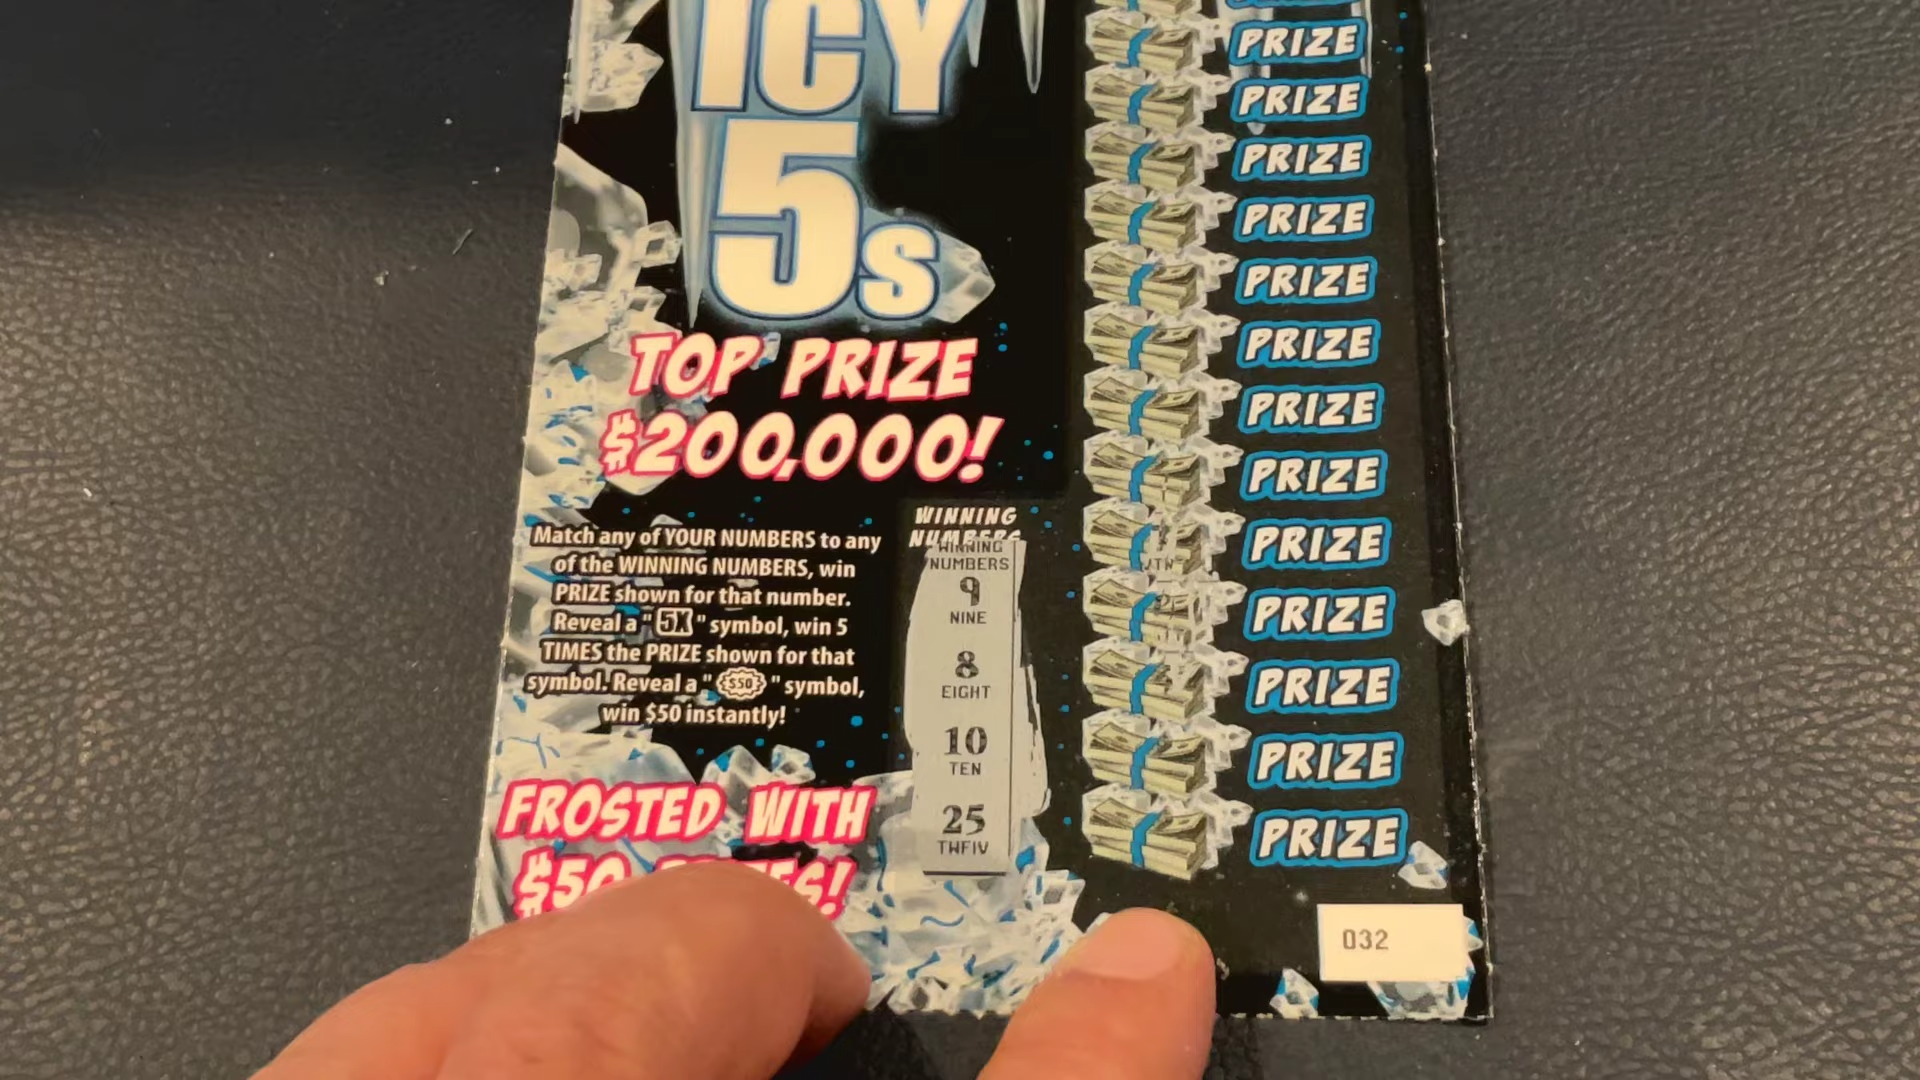 ICY
5s
TOP PRIZE
$200,000!
Match any of YOUR NUMBERS to any
of the WINNING NUMBERS, win
PRIZE shown for that number.
Reveal a "5X" symbol, win 5
TIMES the PRIZE shown for that
symbol. Reveal a "$50" symbol,
win $50 instantly!
FROSTED WITH
WINNING
NUMBERS
WINNING
NUMBERS
9
NINE
8
EIGHT
10
TEN
25
TWFIV
PRIZE
PRIZE
PRIZE
PRIZE
PRIZE
PRIZE
PRIZE
PRIZE
PRIZE
PRIZE
PRIZE
PRIZE
PRIZE
032